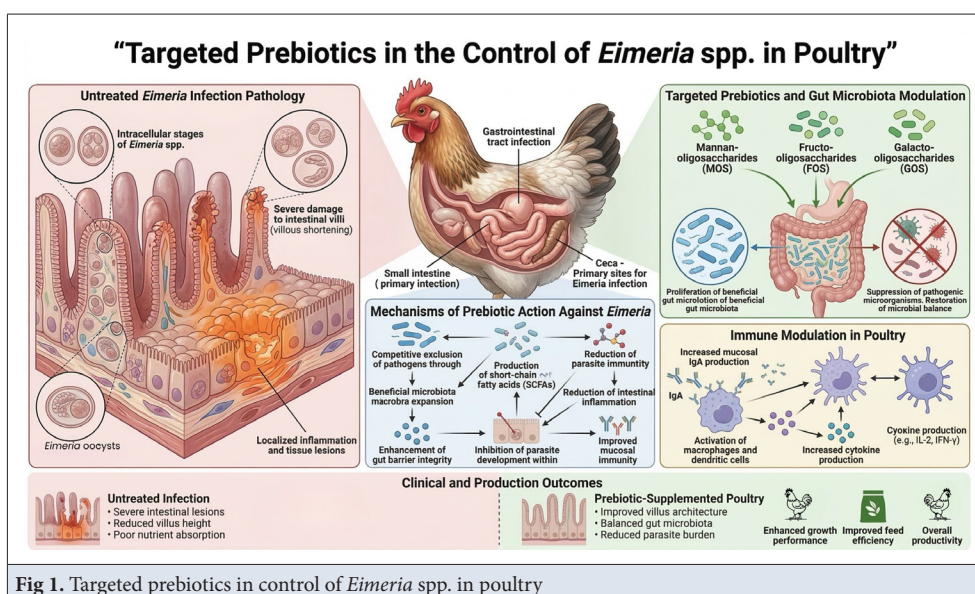 “Targeted Prebiotics in the Control of Eimeria spp. in Poultry”
Untreated Eimeria Infection Pathology
Intracellular stages
of Eimeria spp.
Severe damage
to intestinal villi
(villous shortening)
Eimeria oocysts
Localized inflammation
and tissue lesions
Gastrointestinal
tract infection
Small intestine
( primary infection)
Ceca -
Primary sites for
Eimeria infection
Mechanisms of Prebiotic Action Against Eimeria
Competitive exclusion
of pathogens through
Production
of short-chain
fatty acids (SCFAs)
Reduction of
parasite immuntity
Beneficial microbiota
macrobra expansion
Reduction of intestinal
inflammation
Enhancement of
gut barrier integrity
Inhibition of parasite
development within
Improved
mucosal
immunity
Targeted Prebiotics and Gut Microbiota Modulation
Mannan-
oligosaccharides
(MOS)
Fructo-
oligosaccharides
(FOS)
Galacto-
oligosaccharides
(GOS)
Proliferation of beneficial
gut microlotion of beneficial
gut microbiota
Suppression of pathogenic
microorganisms. Restoration
of microbial balance
Immune Modulation in Poultry
Increased mucosal
IgA production
IgA
Activation of
macrophages and
dendritic cells
Increased cytokine
production
Cyoxine production
(e.g., IL-2, IFN-γ)
Clinical and Production Outcomes
Untreated Infection
• Severe intestinal lesions
• Reduced villus height
• Poor nutrient absorption
Prebiotic-Supplemented Poultry
• Improved villus architecture
• Balanced gut microbiota
• Reduced parasite burden
Enhanced growth
performance
Improved feed
efficiency
Overall
productivity
Fig 1. Targeted prebiotics in control of Eimeria spp. in poultry